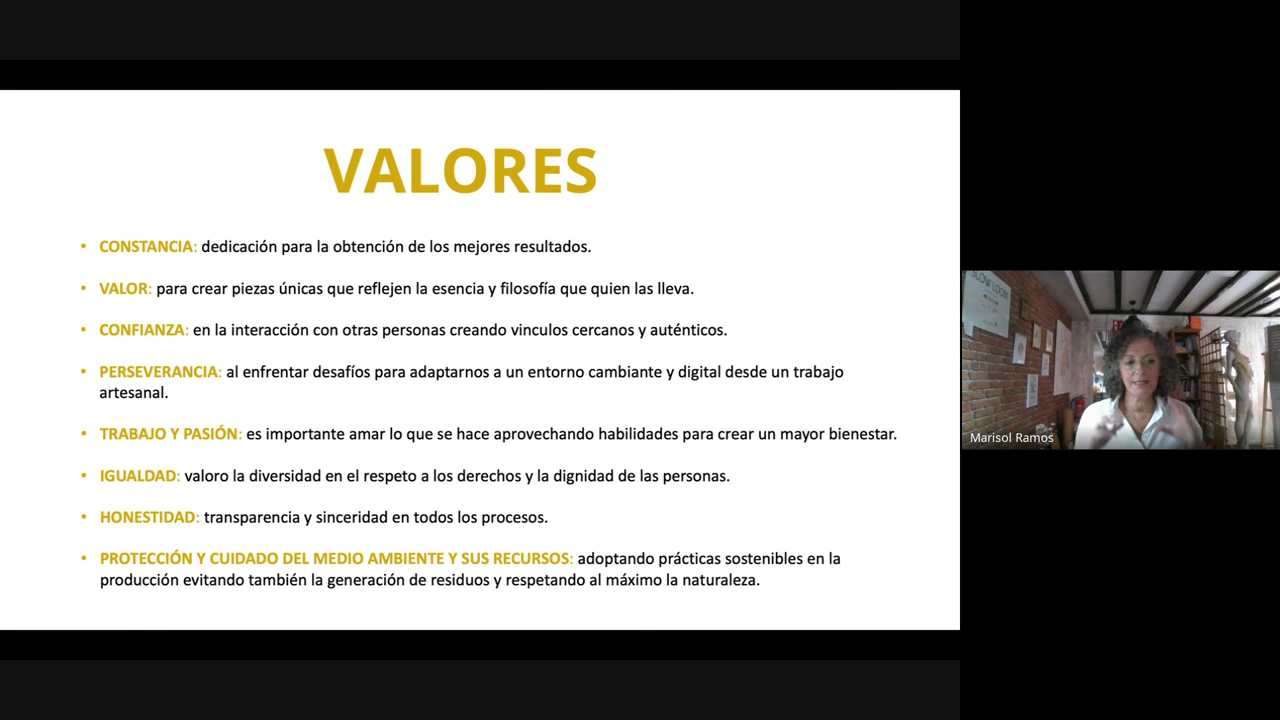 VALORES
• CONSTANCIA: dedicación para la obtención de los mejores resultados.
• VALOR: para crear piezas únicas que reflejen la esencia y filosofía que quien las lleva.
• CONFIANZA: en la interacción con otras personas creando vinculos cercanos y auténticos.
• PERSEVERANCIA: al enfrentar desafíos para adaptarnos a un entorno cambiante y digital desde un trabajo
artesanal.
• TRABAJO Y PASIÓN: es importante amar lo que se hace aprovechando habilidades para crear un mayor bienestar.
• IGUALDAD: valoro la diversidad en el respeto a los derechos y la dignidad de las personas.
• HONESTIDAD: transparencia y sinceridad en todos los procesos.
• PROTECCIÓN Y CUIDADO DEL MEDIO AMBIENTE Y SUS RECURSOS: adoptando prácticas sostenibles en la
producción evitando también la generación de residuos y respetando al máximo la naturaleza.
Marisol Ramos